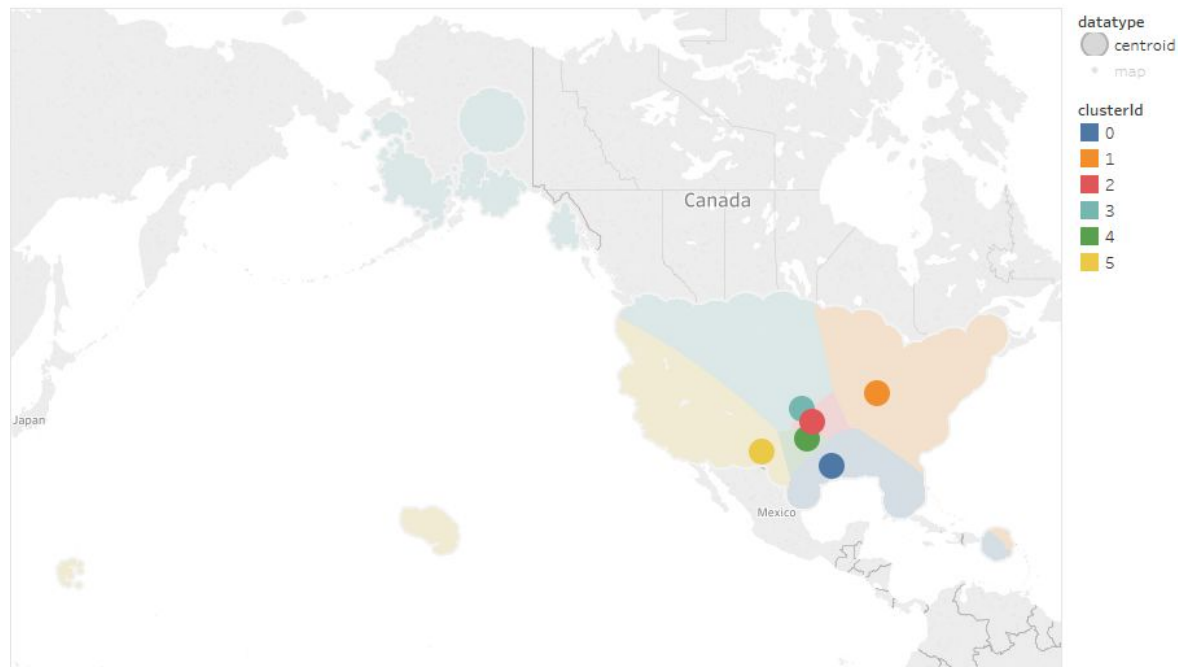 datatype
centroid
map
clusterId
0
1
2
3
4
5
Canada
Japan
Mexico